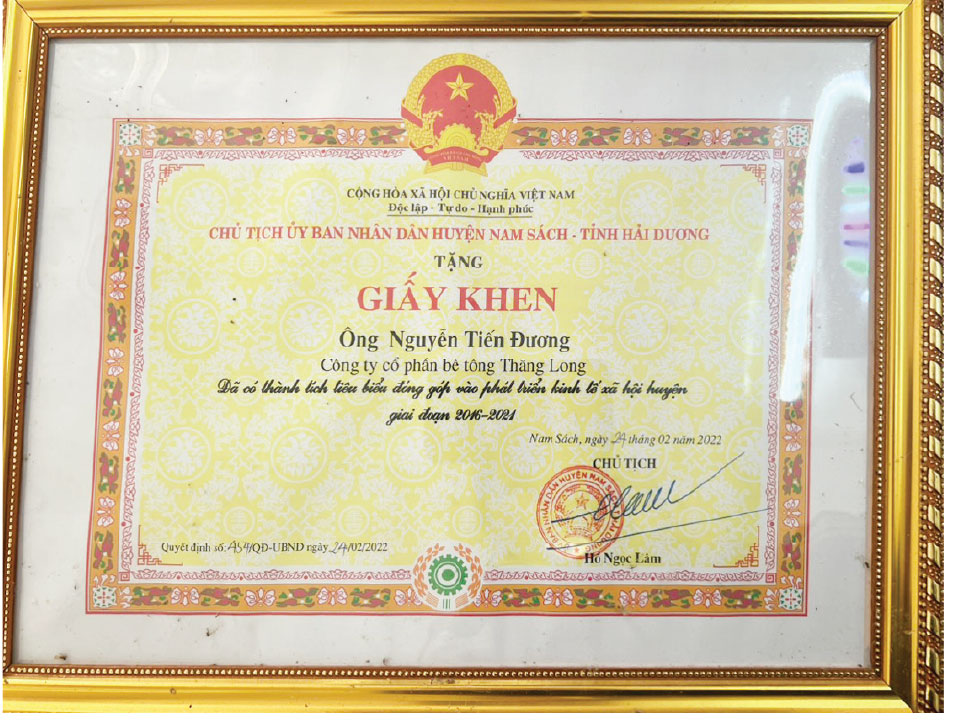 CỘNG HÒA XÃ HỘI CHỦ NGHĨA VIỆT NAM
Độc lập - Tự do - Hạnh phúc
CHỦ TỊCH ỦY BAN NHÂN DÂN HUYỆN NAM SÁCH - TỈNH HẢI DƯƠNG
TẶNG
GIẤY KHEN
Ông Nguyễn Tiến Đương
Công ty cổ phần bê tông Thăng Long
Đã có thành tích tiêu biểu đóng góp vào phát triển kinh tế xã hội huyện
giai đoạn 2016-2021
Nam Sách, ngày 24 tháng 02 năm 2022
CHỦ TỊCH
Quyết định số: /QĐ-UBND ngày 24/02/2022
Hồ Ngọc Lâm